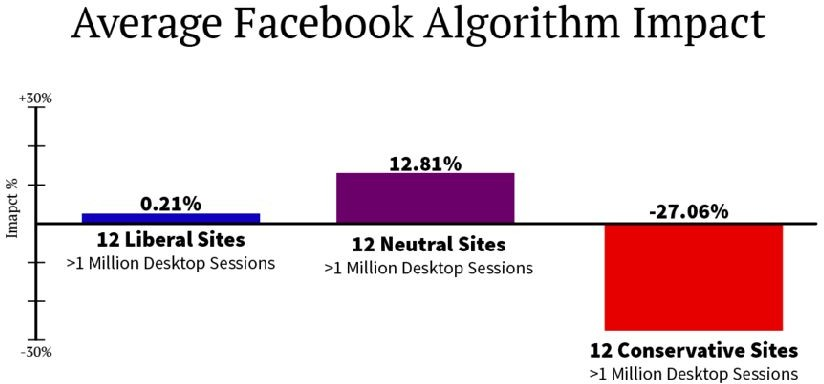 Average Facebook Algorithm Impact
+30%
Imapct %
-30%
0.21%
12 Liberal Sites
>1 Million Desktop Sessions
12.81%
12 Neutral Sites
>1 Million Desktop Sessions
-27.06%
12 Conservative Sites
>1 Million Desktop Sessions